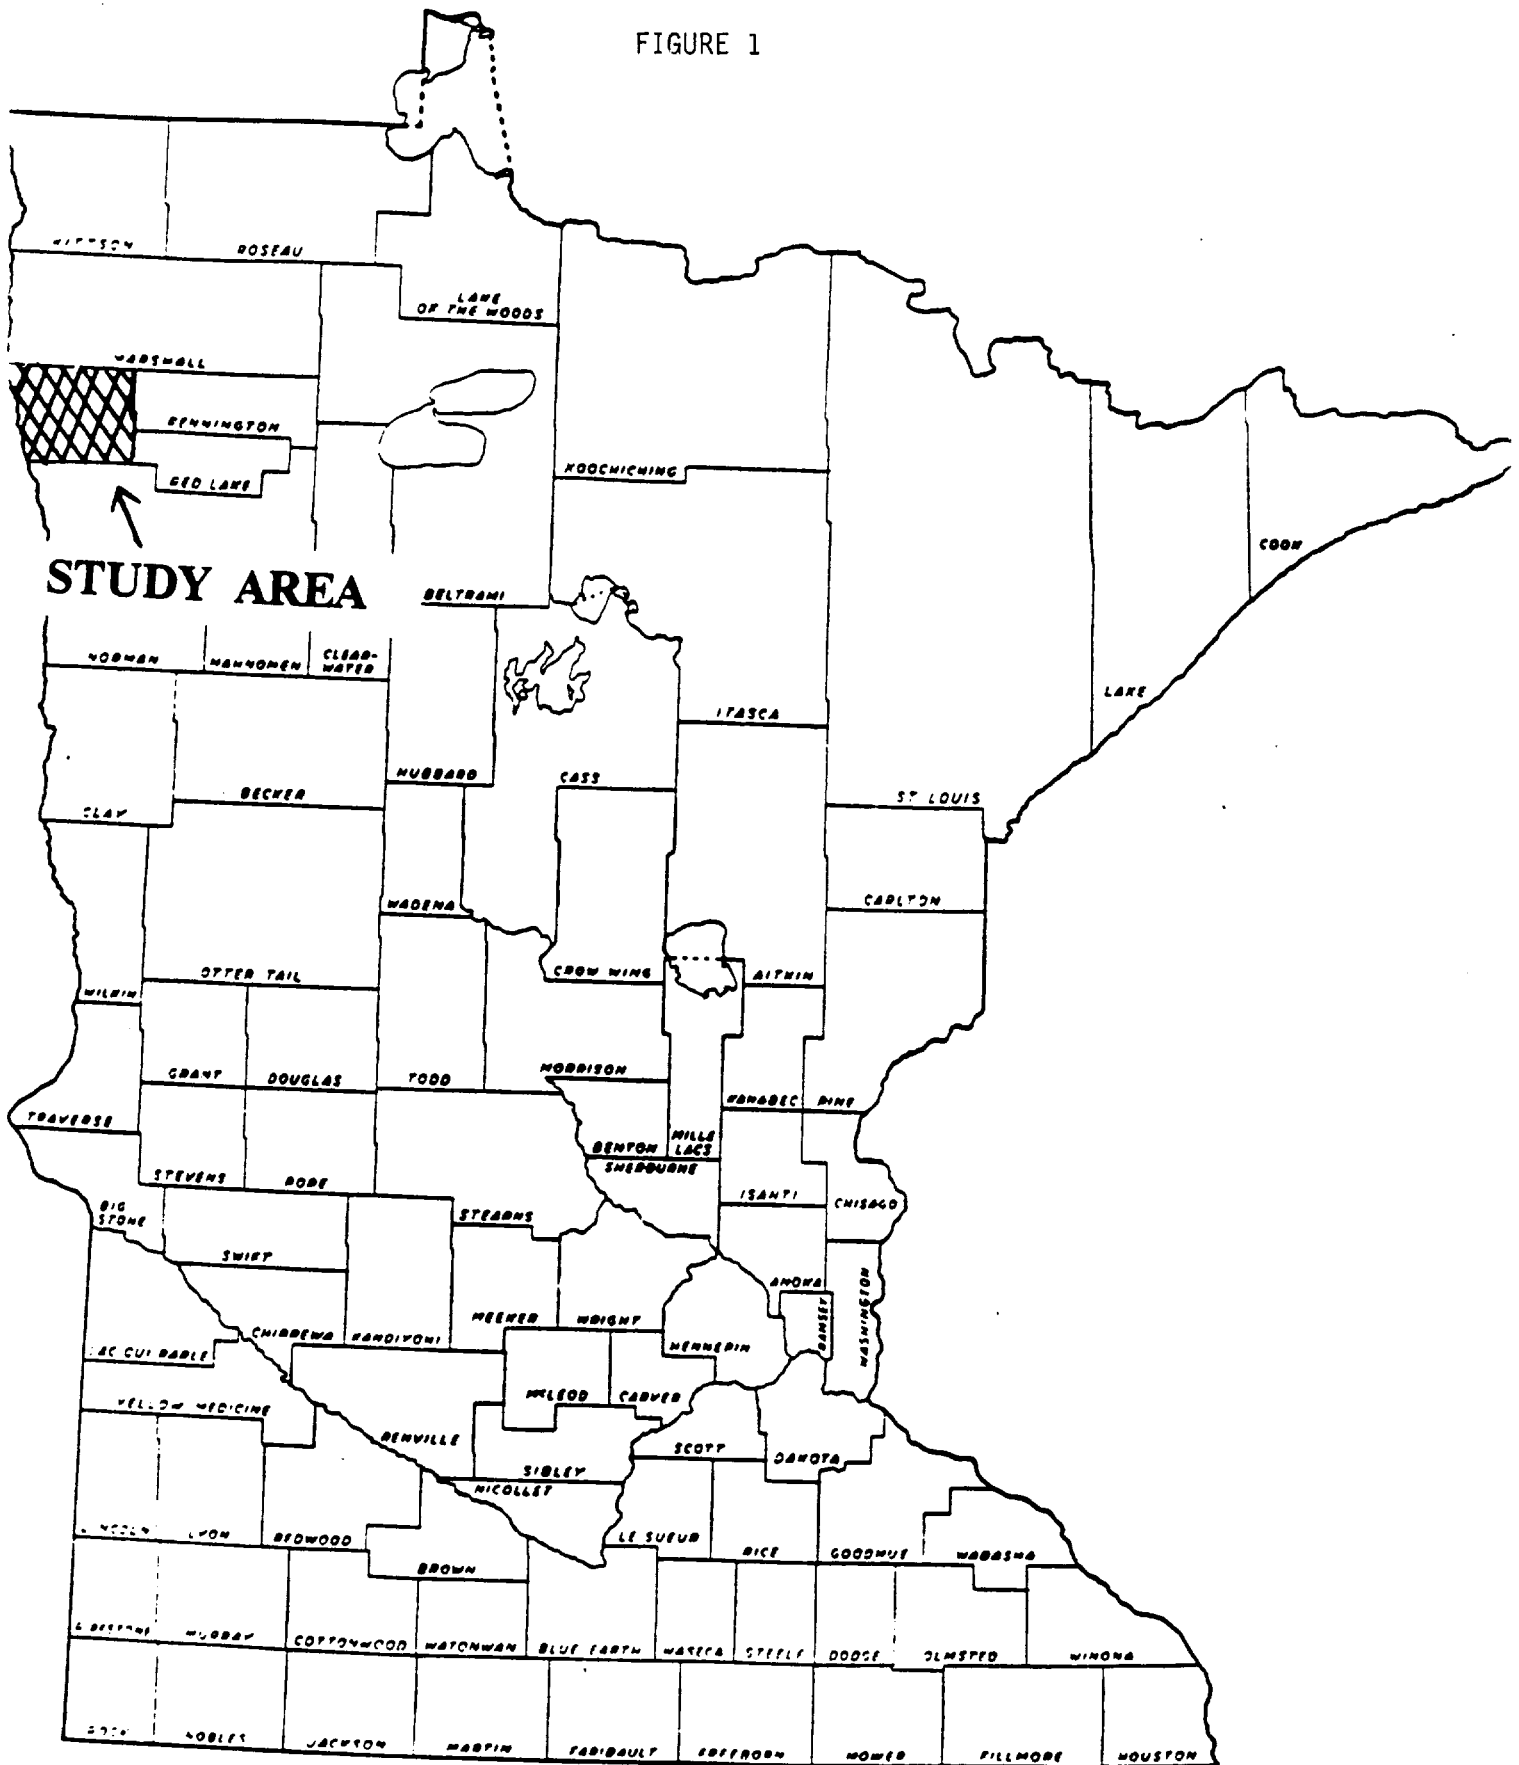 FIGURE 1
KITTSON
ROSEAU
LAKE
OF THE WOODS
MARSHALL
PENNINGTON
RED LAKE
KOOCHICHING
COOK
STUDY AREA
BELTRAMI
NORMAN
MAHNOMEN
CLEAR-
WATER
LAKE
ITASCA
HUBBARD
CASS
BECKER
ST LOUIS
CLAY
WADENA
CARLTON
OTTER TAIL
CROW WING
AITKIN
WILKIN
GRANT
DOUGLAS
TODD
MORRISON
KANABEC
PINE
TRAVERSE
BENTON
MILLE
LACS
SHERBURNE
STEVENS
POPE
ISANTI
CHISAGO
BIG
STONE
STEARNS
SWIFT
ANOKA
WASHINGTON
RAMSEY
MEEKER
WRIGHT
CHIPPEWA
KANDIYOHI
HENNEPIN
LAC QUI PARLE
MCLEOD
CARVER
YELLOW MEDICINE
RENVILLE
SCOTT
DAKOTA
SIBLEY
NICOLLET
LINCOLN
LYON
REDWOOD
LE SUEUR
RICE
GOODHUE
WABASHA
BROWN
PIPESTONE
MURRAY
COTTONWOOD
WATONWAN
BLUE EARTH
WASECA
STEELE
DODGE
OLMSTED
WINONA
ROCK
NOBLES
JACKSON
MARTIN
FARIBAULT
FREEBORN
MOWER
FILLMORE
HOUSTON